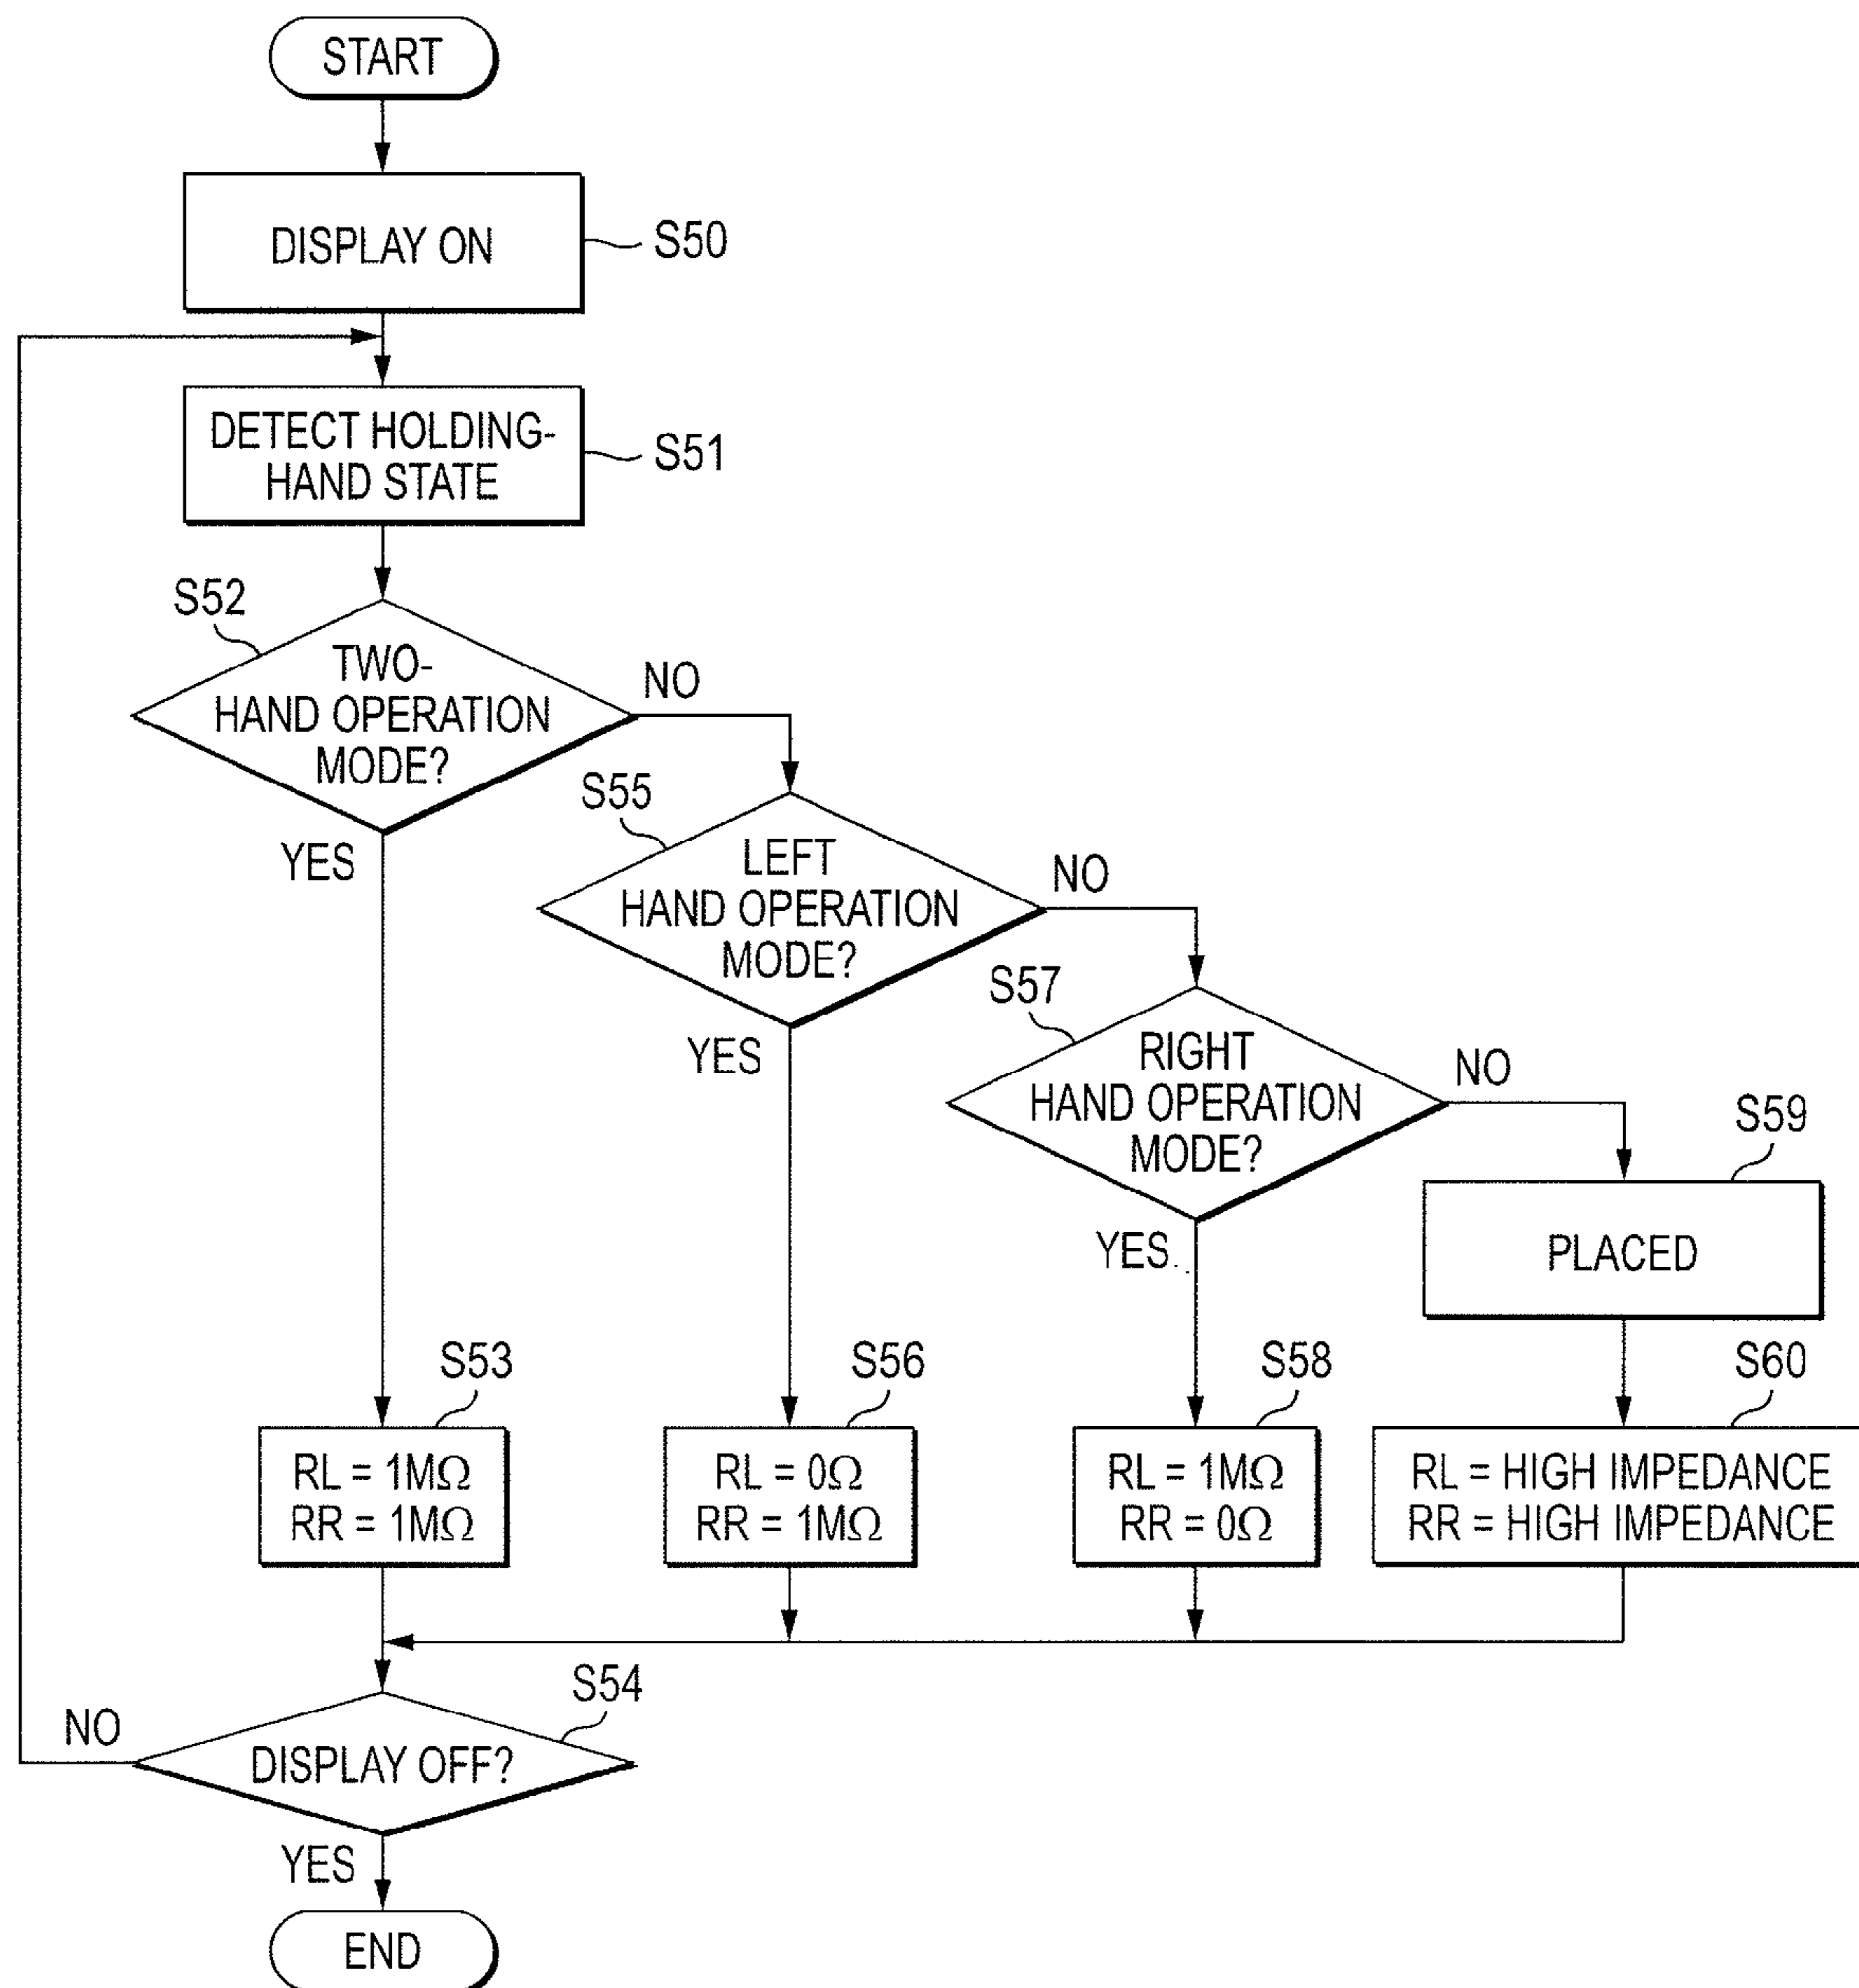 START
DISPLAY ON
S50
DETECT HOLDING-
HAND STATE
S51
S52
TWO-
HAND OPERATION
MODE?
NO
YES
S55
LEFT
HAND OPERATION
MODE?
NO
YES
S57
RIGHT
HAND OPERATION
MODE?
NO
YES
S59
PLACED
S53
RL = 1MΩ
RR = 1MΩ
S56
RL = 0Ω
RR = 1MΩ
S58
RL = 1MΩ
RR = 0Ω
S60
RL = HIGH IMPEDANCE
RR = HIGH IMPEDANCE
S54
DISPLAY OFF?
NO
YES
END